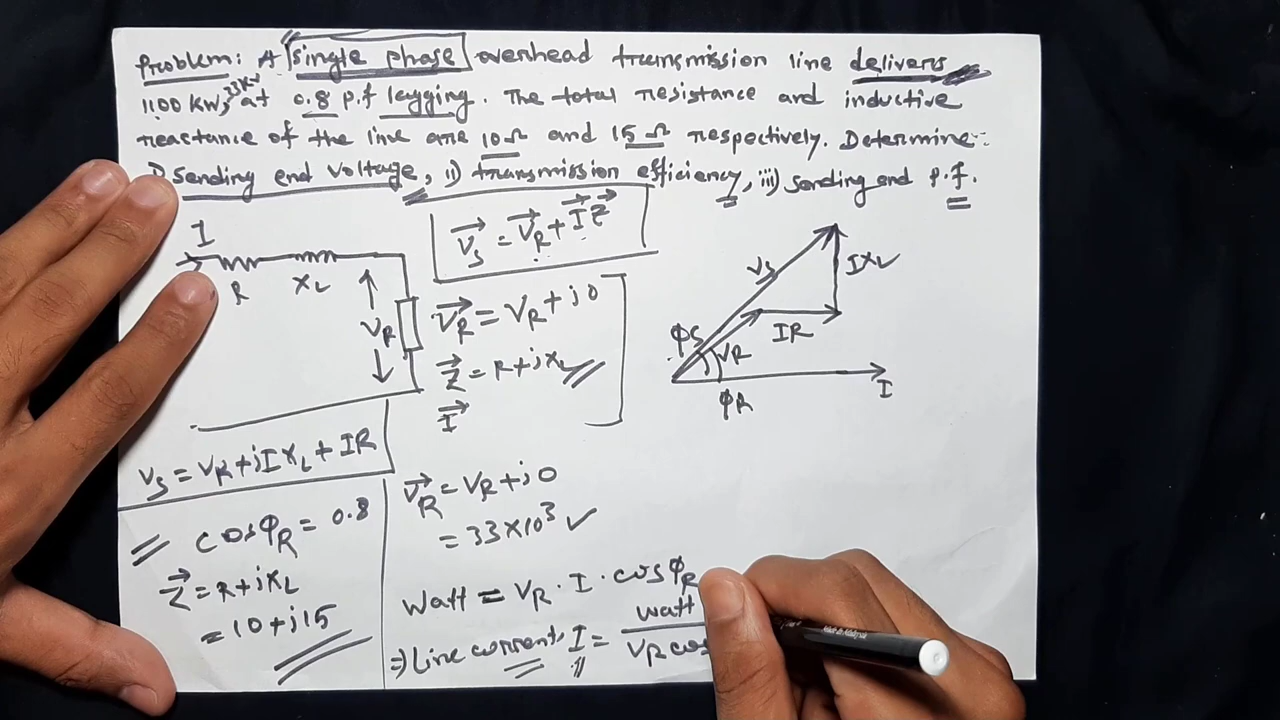 Problem: A single phase overhead transmission line delivers
1100 KW, 33KV at 0.8 p.f lagging. The total resistance and inductive
reactance of the line are 10Ω and 15Ω respectively. Determine:
i) Sending end voltage, ii) transmission efficiency, iii) Sending end p.f.
I
R XL
VR
Vs = VR + IZ
VR = VR + j0
Z = R + jXL
I
Vs
IXL
φS
VR
IR
φR
I
Vs = VR + jIXL + IR
cosφR = 0.8
Z = R + jXL
= 10 + j15
VR = VR + j0
= 33×10³ ✓
Watt = VR · I · cosφR
⇒ Line current, I = watt
VR cos